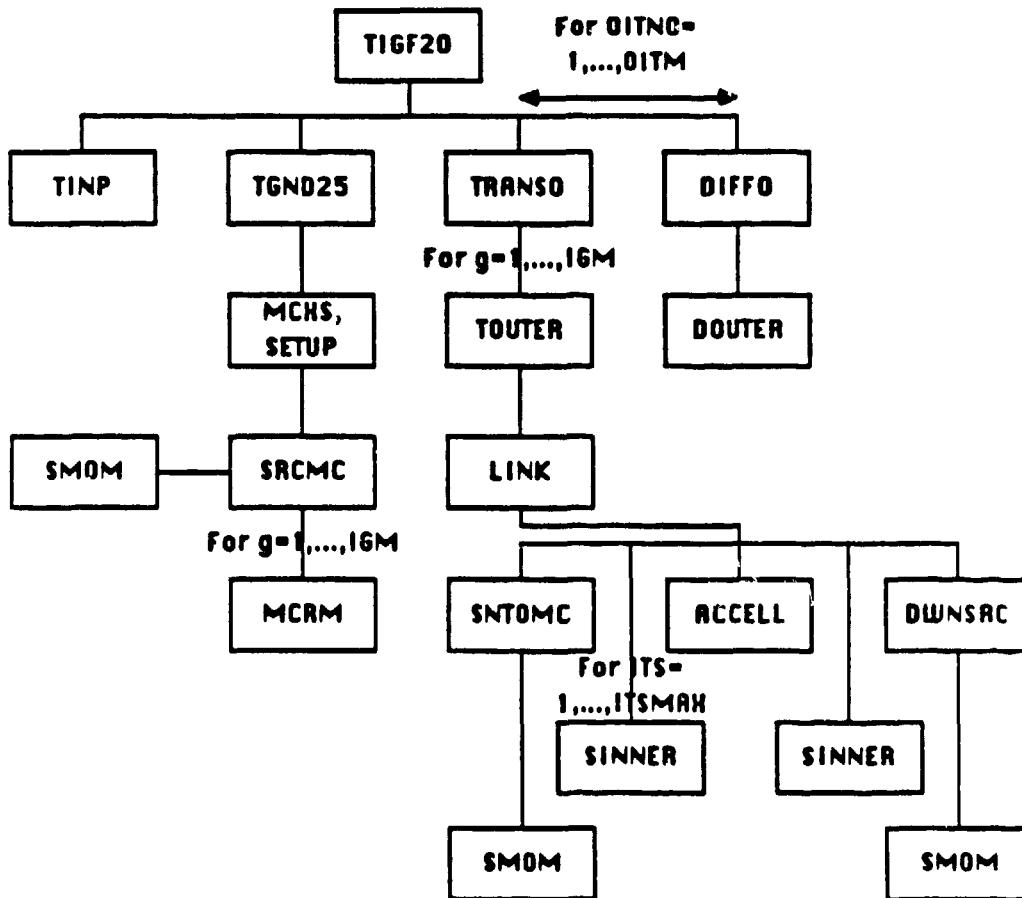 TIGF20
For OITNO=
1,...,OITM
TINP
TGND25
TRANSO
DIFFO
For g=1,...,IGM
MCXS,
SETUP
TOUTER
DOUTER
SMOM
SRCMC
LINK
For g=1,...,IGM
MCRM
SNTOMC
ACCELL
DWNSRC
For ITS=
1,...,ITSMAX
SINNER
SINNER
SMOM
SMOM